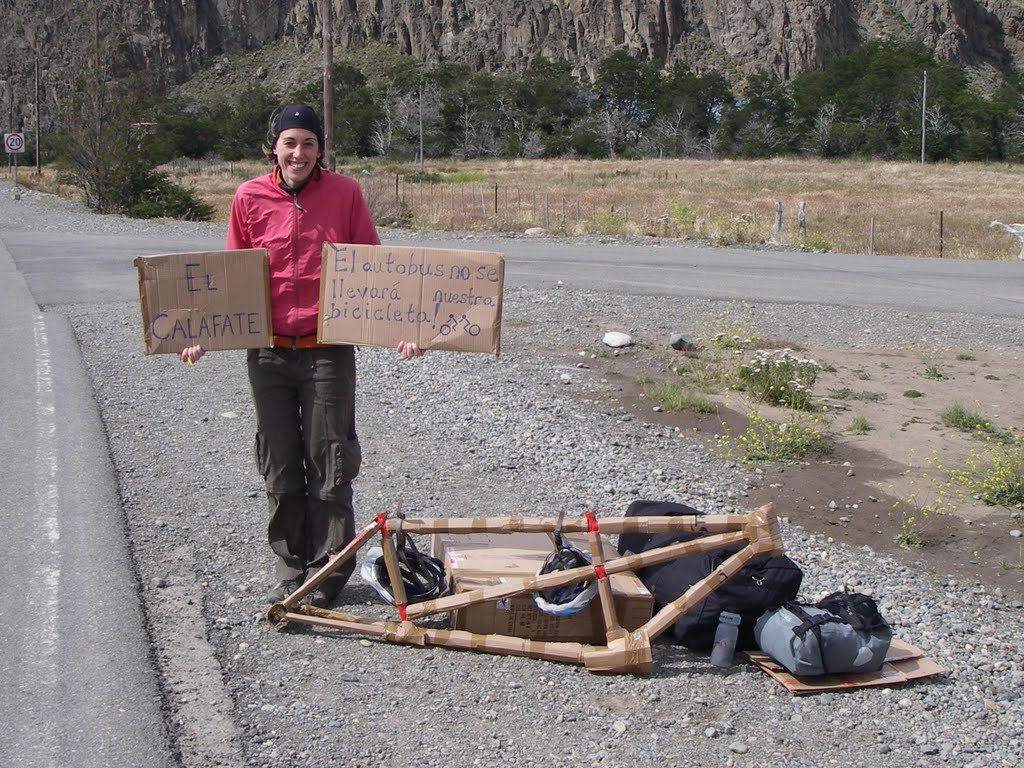 20
EL
CALAFATE
El autobus no se
llevará nuestra
bicicleta!